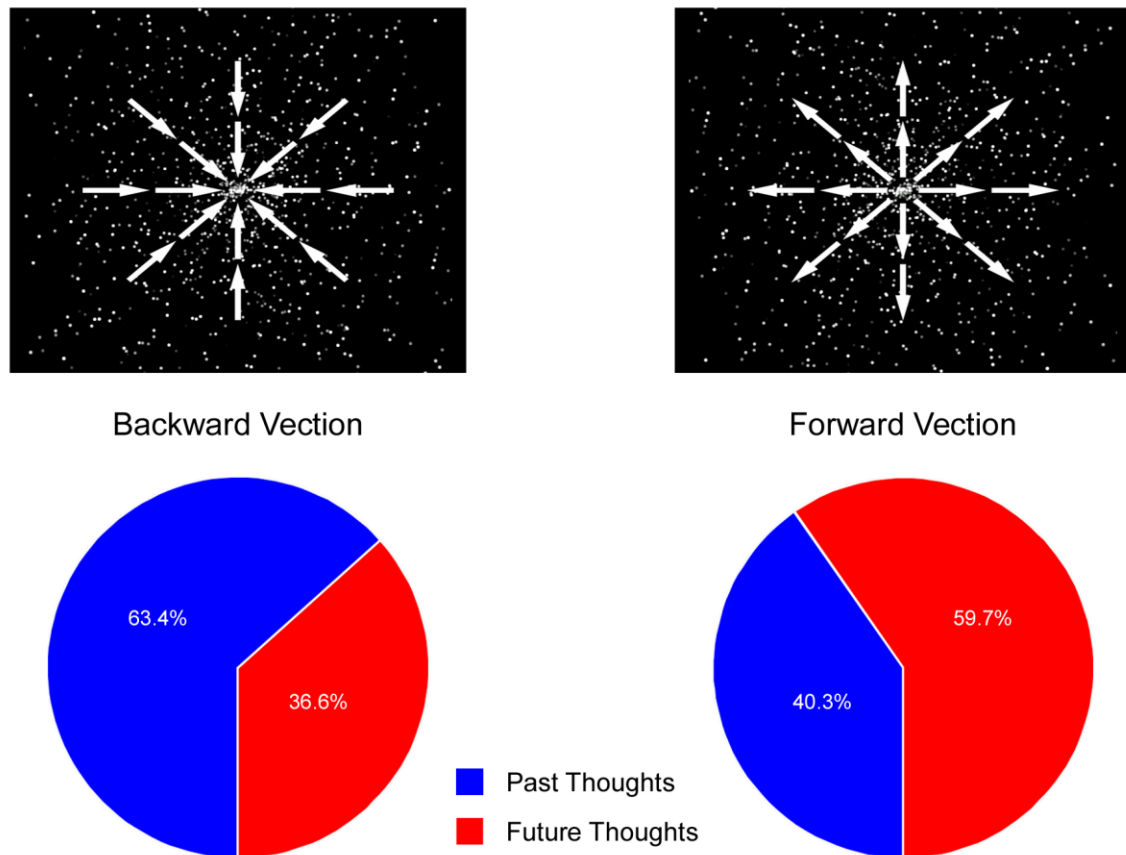 Backward Vection
Forward Vection
63.4%
36.6%
59.7%
40.3%
Past Thoughts
Future Thoughts